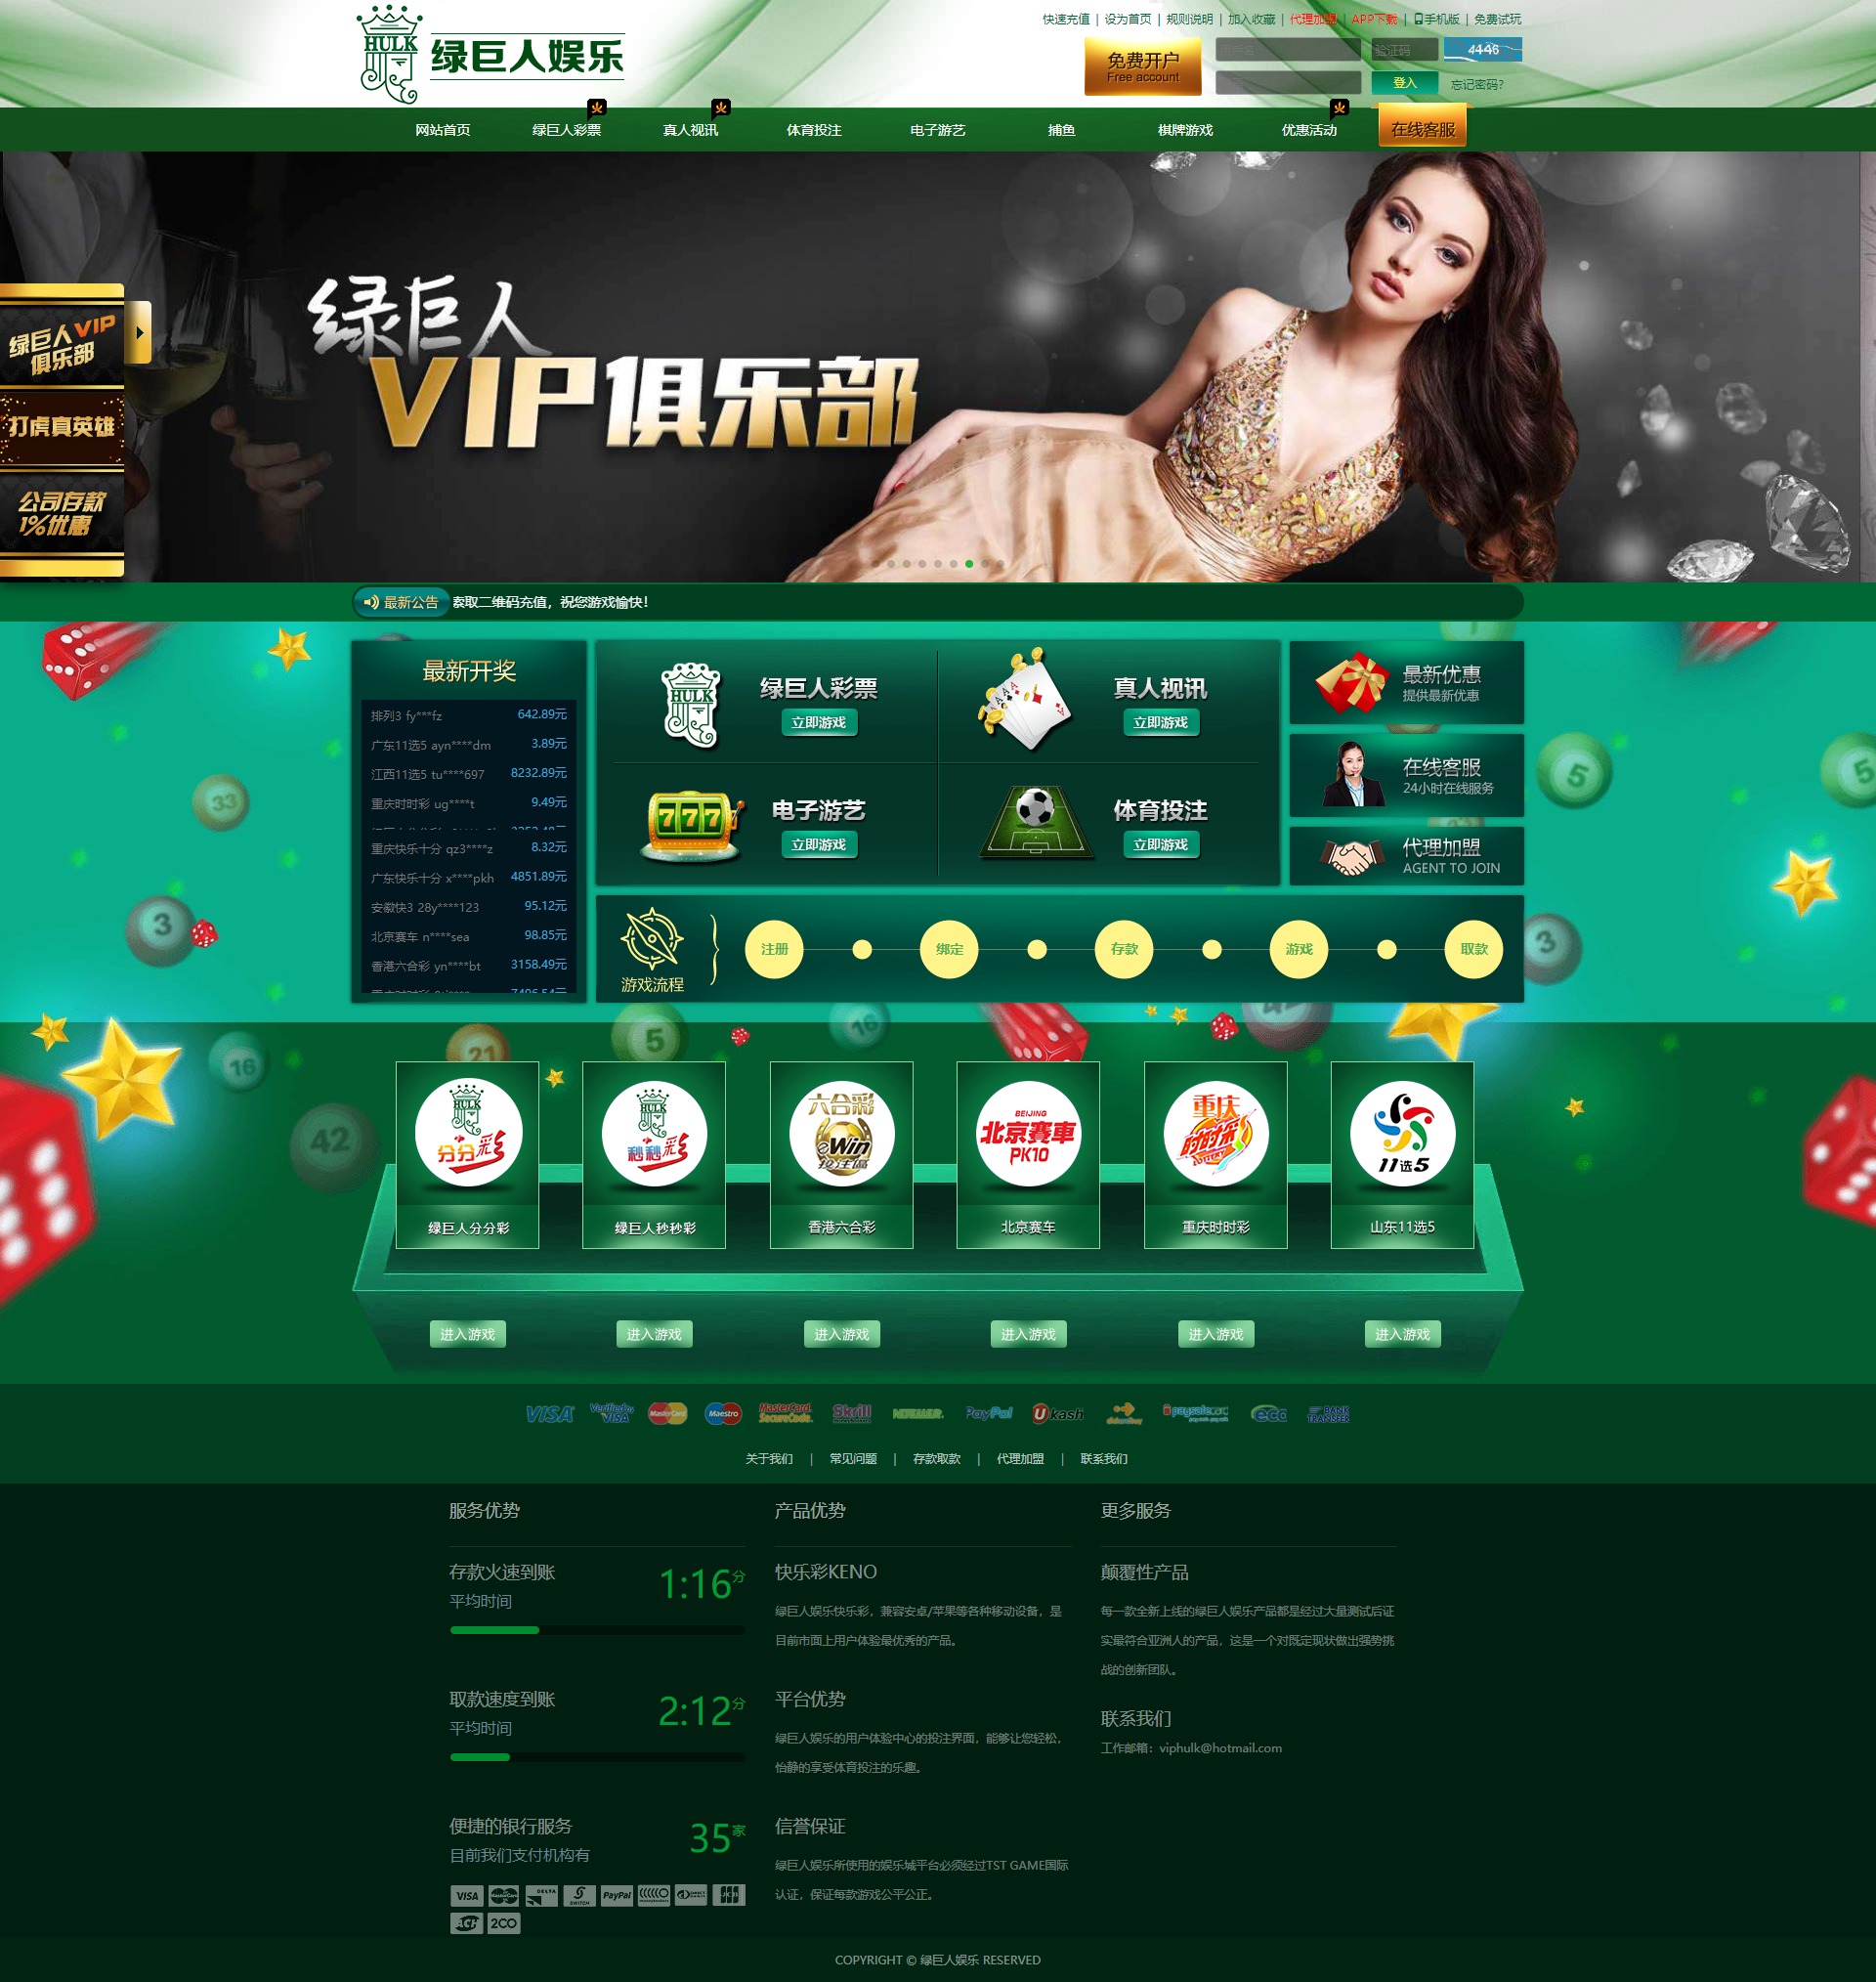 快速充值 | 设为首页 | 规则说明 | 加入收藏 | 代理加盟 | APP下载 | 手机版 | 免费试玩
HULK
绿巨人娱乐
免费开户
Free account
验证码
4446
登入
忘记密码?
网站首页
绿巨人彩票
真人视讯
体育投注
电子游艺
捕鱼
棋牌游戏
优惠活动
在线客服
绿巨人
VIP俱乐部
绿巨人VIP
俱乐部
打虎真英雄
公司存款
1%优惠
最新公告
索取二维码充值，祝您游戏愉快！
最新开奖
排列3 fy***fz 642.89元
广东11选5 ayn****dm 3.89元
江西11选5 tu****697 8232.89元
重庆时时彩 ug****t 9.49元
重庆快乐十分 qz3****z 8.32元
广东快乐十分 x****pkh 4851.89元
安徽快3 28y****123 95.12元
北京赛车 n****sea 98.85元
香港六合彩 yn****bt 3158.49元
HULK
绿巨人彩票
立即游戏
真人视讯
立即游戏
777
电子游艺
立即游戏
体育投注
立即游戏
最新优惠
提供最新优惠
在线客服
24小时在线服务
代理加盟
AGENT TO JOIN
游戏流程
注册
绑定
存款
游戏
取款
33
3
5
5
3
16
21
5
16
42
42
HULK
分分彩
绿巨人分分彩
进入游戏
HULK
秒秒彩
绿巨人秒秒彩
进入游戏
六合彩
eWin
投注區
香港六合彩
进入游戏
BEIJING
北京賽車
PK10
北京赛车
进入游戏
重庆
时时彩
LOTTERY
重庆时时彩
进入游戏
11选5
山东11选5
进入游戏
VISA
Verified by VISA
MasterCard
Maestro
MasterCard SecureCode
Skrill
NETELLER
PayPal
Ukash
paysafecard
eco
BANK TRANSFER
关于我们 | 常见问题 | 存款取款 | 代理加盟 | 联系我们
服务优势
存款火速到账
平均时间
1:16分
取款速度到账
平均时间
2:12分
便捷的银行服务
目前我们支付机构有
35家
VISA
MasterCard
DELTA
SWITCH
PayPal
JCB
2CO
产品优势
快乐彩KENO
绿巨人娱乐快乐彩，兼容安卓/苹果等各种移动设备，是
目前市面上用户体验最优秀的产品。
平台优势
绿巨人娱乐的用户体验中心的投注界面，能够让您轻松，
怡静的享受体育投注的乐趣。
信誉保证
绿巨人娱乐所使用的娱乐城平台必须经过TST GAME国际
认证，保证每款游戏公平公正。
更多服务
颠覆性产品
每一款全新上线的绿巨人娱乐产品都是经过大量测试后证
实最符合亚洲人的产品，这是一个对既定现状做出强势挑
战的创新团队。
联系我们
工作邮箱：viphulk@hotmail.com
COPYRIGHT © 绿巨人娱乐 RESERVED